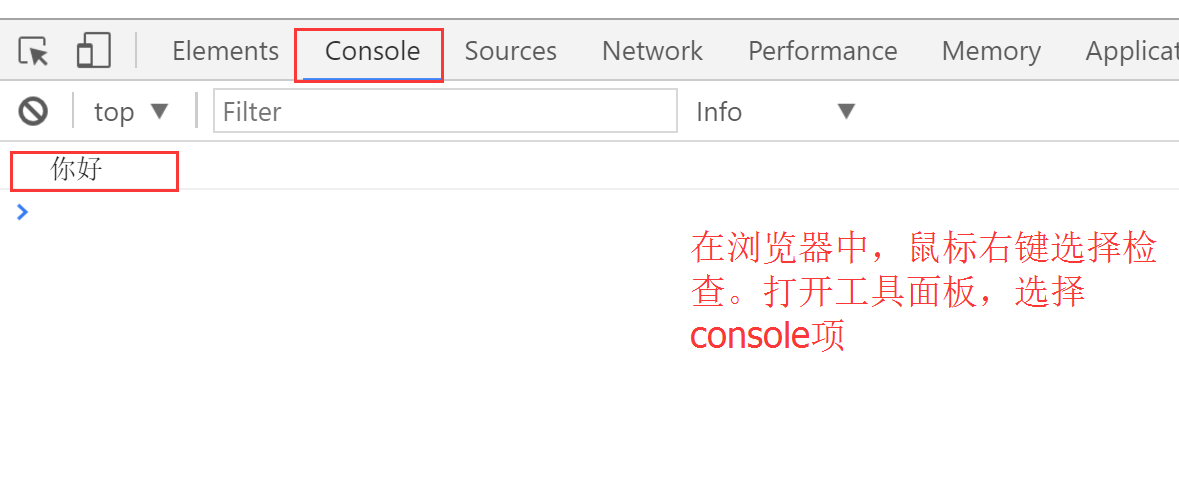 Elements Console Sources Network Performance Memory Applicat
top Filter Info
你好
在浏览器中，鼠标右键选择检
查。打开工具面板，选择
console项